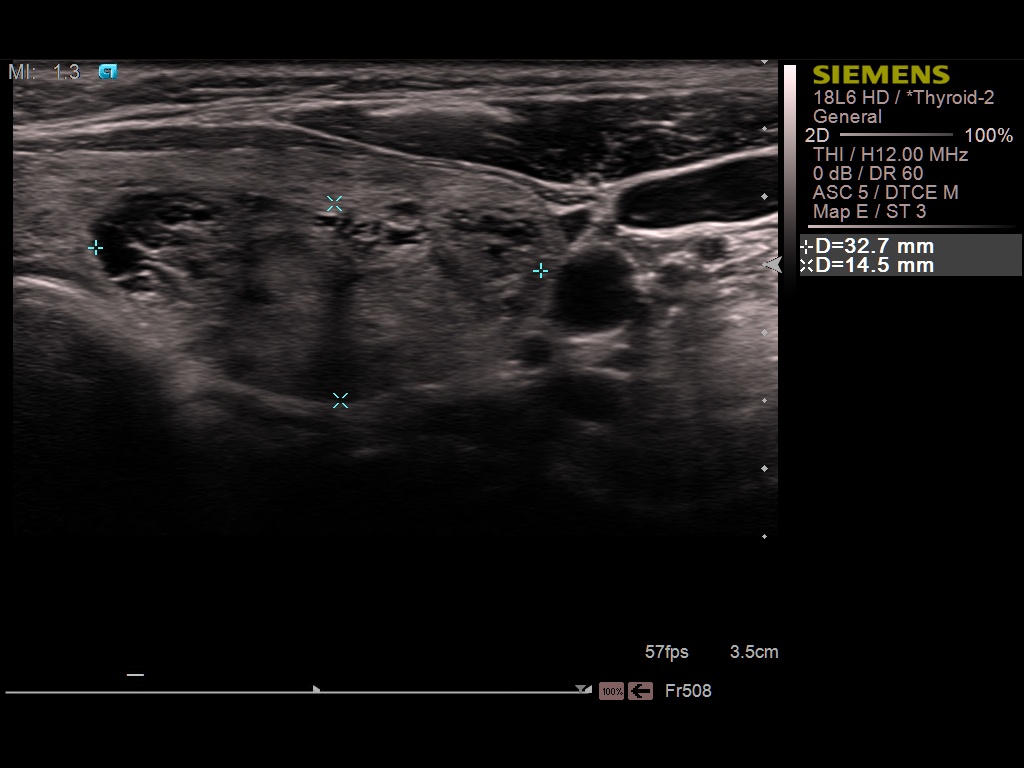 MI: 1.3
SIEMENS
18L6 HD / *Thyroid-2
General
2D 100%
THI / H12.00 MHz
0 dB / DR 60
ASC 5 / DTCE M
Map E / ST 3
D=32.7 mm
D=14.5 mm
57fps 3.5cm
100% Fr508